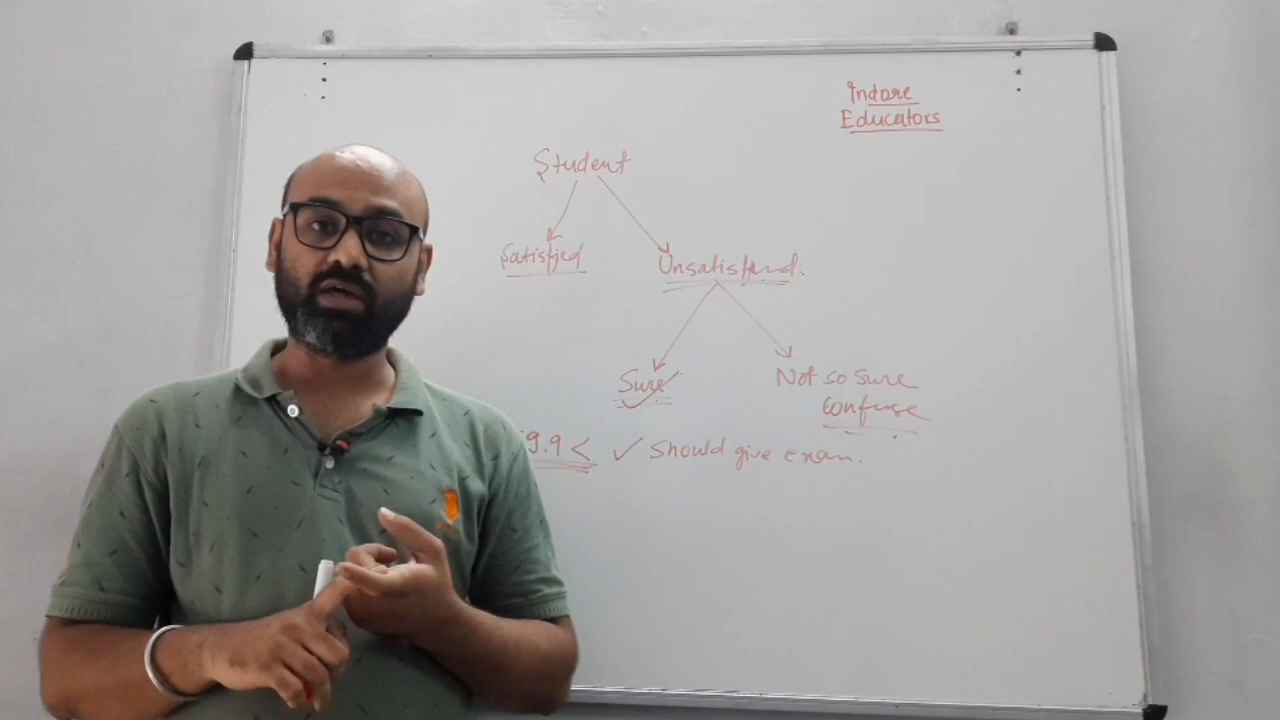 Indore
Educators
Student
Satisfied
Unsatisfied.
Sure
Not so sure
confuse
9.9 < ✓ Should give exam.